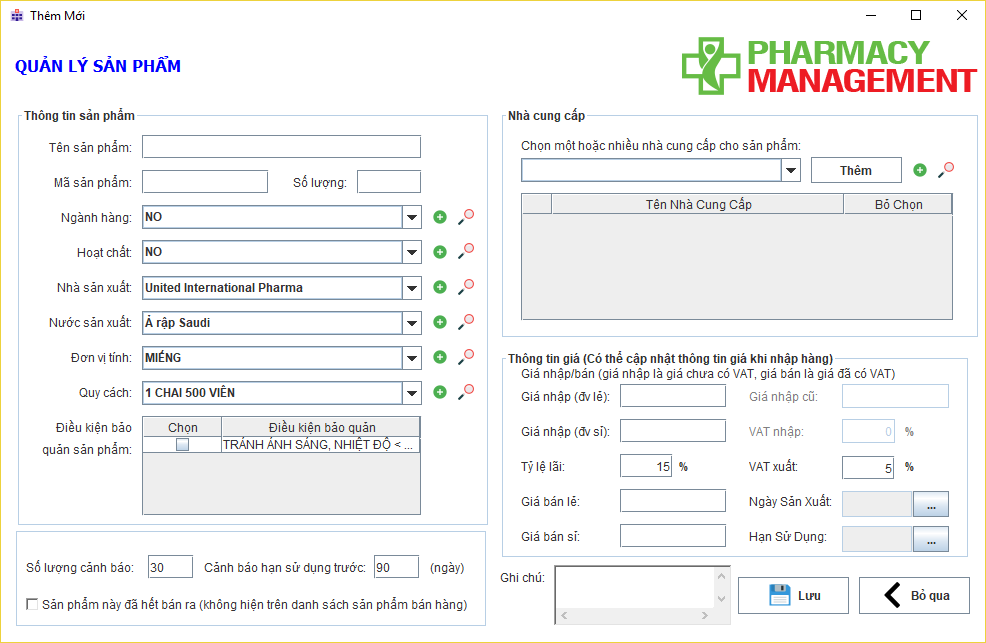 Thêm Mới
QUẢN LÝ SẢN PHẨM
PHARMACY
MANAGEMENT
Thông tin sản phẩm
Tên sản phẩm:
Mã sản phẩm:
Số lượng:
Ngành hàng:
NO
Hoạt chất:
NO
Nhà sản xuất:
United International Pharma
Nước sản xuất:
Ả rập Saudi
Đơn vị tính:
MIẾNG
Quy cách:
1 CHAI 500 VIÊN
Điều kiện bảo
quản sản phẩm:
Chọn
Điều kiện bảo quản
TRÁNH ÁNH SÁNG, NHIỆT ĐỘ < ...
Số lượng cảnh báo:
30
Cảnh báo hạn sử dụng trước:
90
(ngày)
Sản phẩm này đã hết bán ra (không hiện trên danh sách sản phẩm bán hàng)
Nhà cung cấp
Chọn một hoặc nhiều nhà cung cấp cho sản phẩm:
Thêm
Tên Nhà Cung Cấp
Bỏ Chọn
Thông tin giá (Có thể cập nhật thông tin giá khi nhập hàng)
Giá nhập/bán (giá nhập là giá chưa có VAT, giá bán là giá đã có VAT)
Giá nhập (đv lẻ):
Giá nhập cũ:
Giá nhập (đv sỉ):
VAT nhập:
0
%
Tỷ lệ lãi:
15
%
VAT xuất:
5
%
Giá bán lẻ:
Ngày Sản Xuất:
...
Giá bán sỉ:
Hạn Sử Dụng:
...
Ghi chú:
Lưu
Bỏ qua